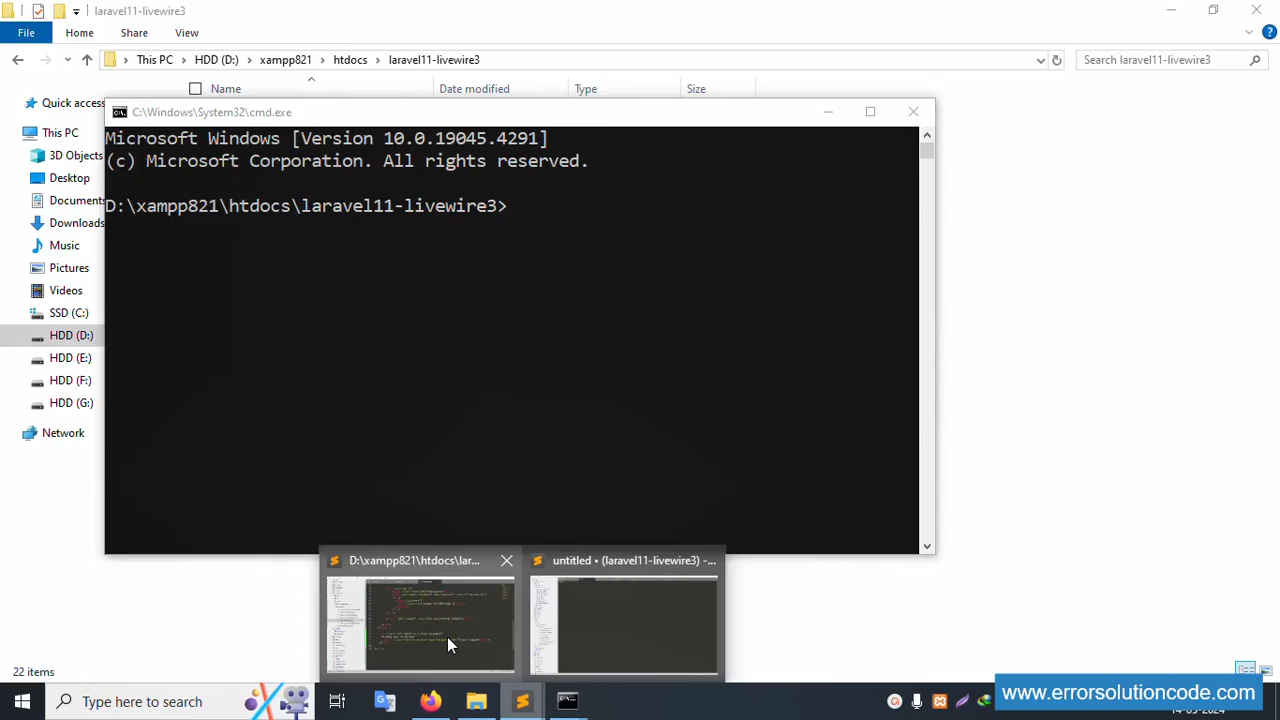 laravel11-livewire3
File Home Share View
This PC HDD (D:) xampp821 htdocs laravel11-livewire3
Search laravel11-livewire3
Name Date modified Type Size
Quick access
This PC
3D Objects
Desktop
Documents
Downloads
Music
Pictures
Videos
SSD (C:)
HDD (D:)
HDD (E:)
HDD (F:)
HDD (G:)
Network
C:\Windows\System32\cmd.exe
Microsoft Windows [Version 10.0.19045.4291]
(c) Microsoft Corporation. All rights reserved.
D:\xampp821\htdocs\laravel11-livewire3>
D:\xampp821\htdocs\lar...
untitled • (laravel11-livewire3) -...
22 items
Type here to search
www.errorsolutioncode.com